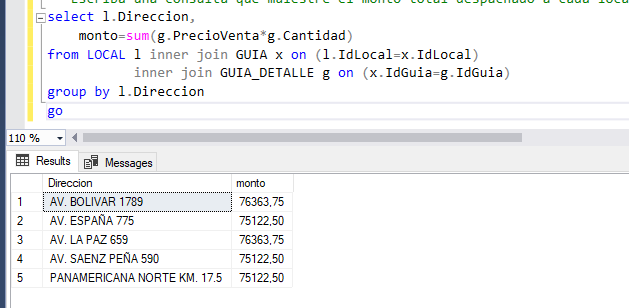 Escriba una consulta que muestre el monto total despachado a cada loca
select l.Direccion,
monto=sum(g.PrecioVenta*g.Cantidad)
from LOCAL l inner join GUIA x on (l.IdLocal=x.IdLocal)
inner join GUIA_DETALLE g on (x.IdGuia=g.IdGuia)
group by l.Direccion
go
110 %
Results Messages
Direccion monto
1 AV. BOLIVAR 1789 76363,75
2 AV. ESPAÑA 775 75122,50
3 AV. LA PAZ 659 76363,75
4 AV. SAENZ PEÑA 590 75122,50
5 PANAMERICANA NORTE KM. 17.5 75122,50